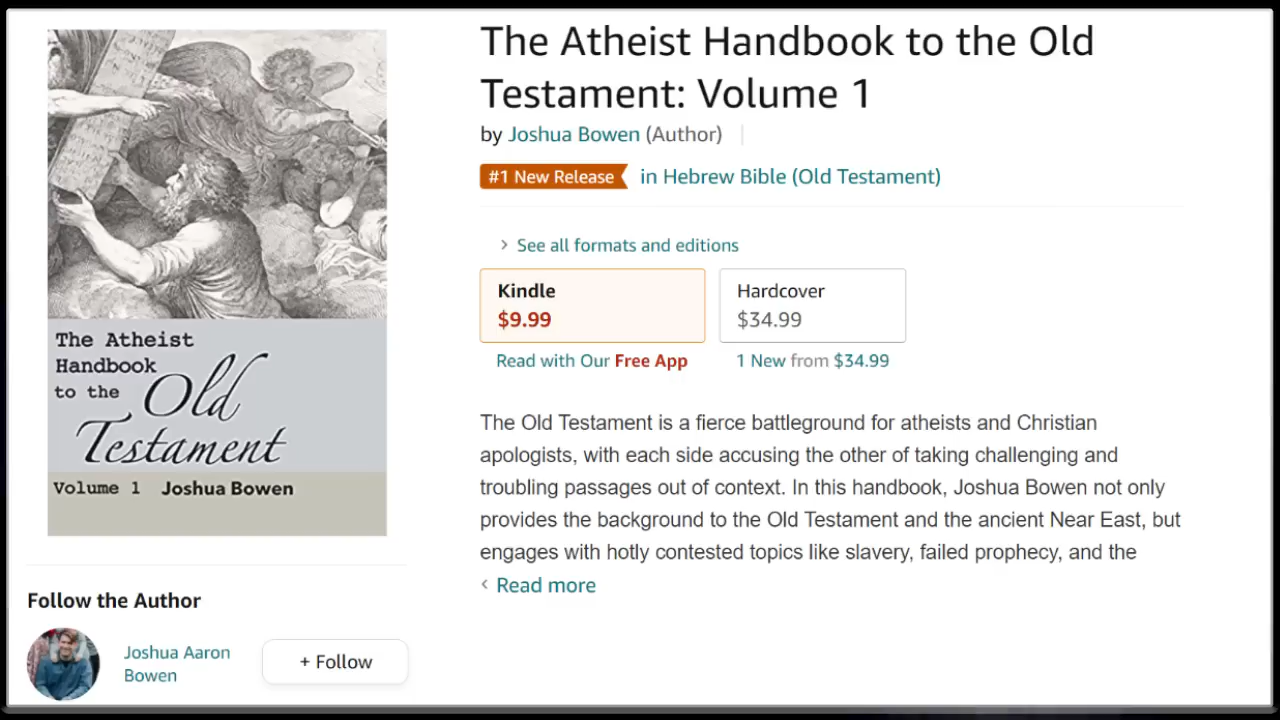 The Atheist Handbook to the Old
Testament: Volume 1
by Joshua Bowen (Author)
#1 New Release in Hebrew Bible (Old Testament)
See all formats and editions
Kindle
$9.99
Hardcover
$34.99
Read with Our Free App
1 New from $34.99
The Old Testament is a fierce battleground for atheists and Christian
apologists, with each side accusing the other of taking challenging and
troubling passages out of context. In this handbook, Joshua Bowen not only
provides the background to the Old Testament and the ancient Near East, but
engages with hotly contested topics like slavery, failed prophecy, and the
Read more
The Atheist
Handbook
to the Old
Testament
Volume 1 Joshua Bowen
Follow the Author
Joshua Aaron
Bowen
+ Follow